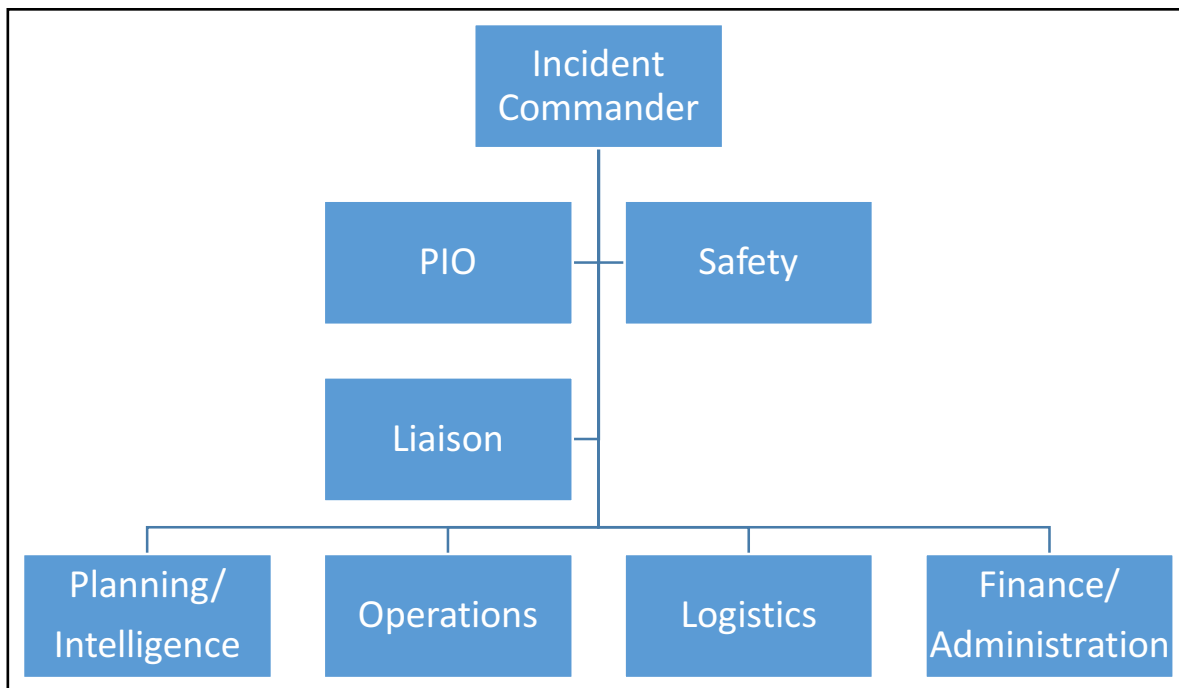 Incident
Commander
PIO
Safety
Liaison
Planning/
Intelligence
Operations
Logistics
Finance/
Administration